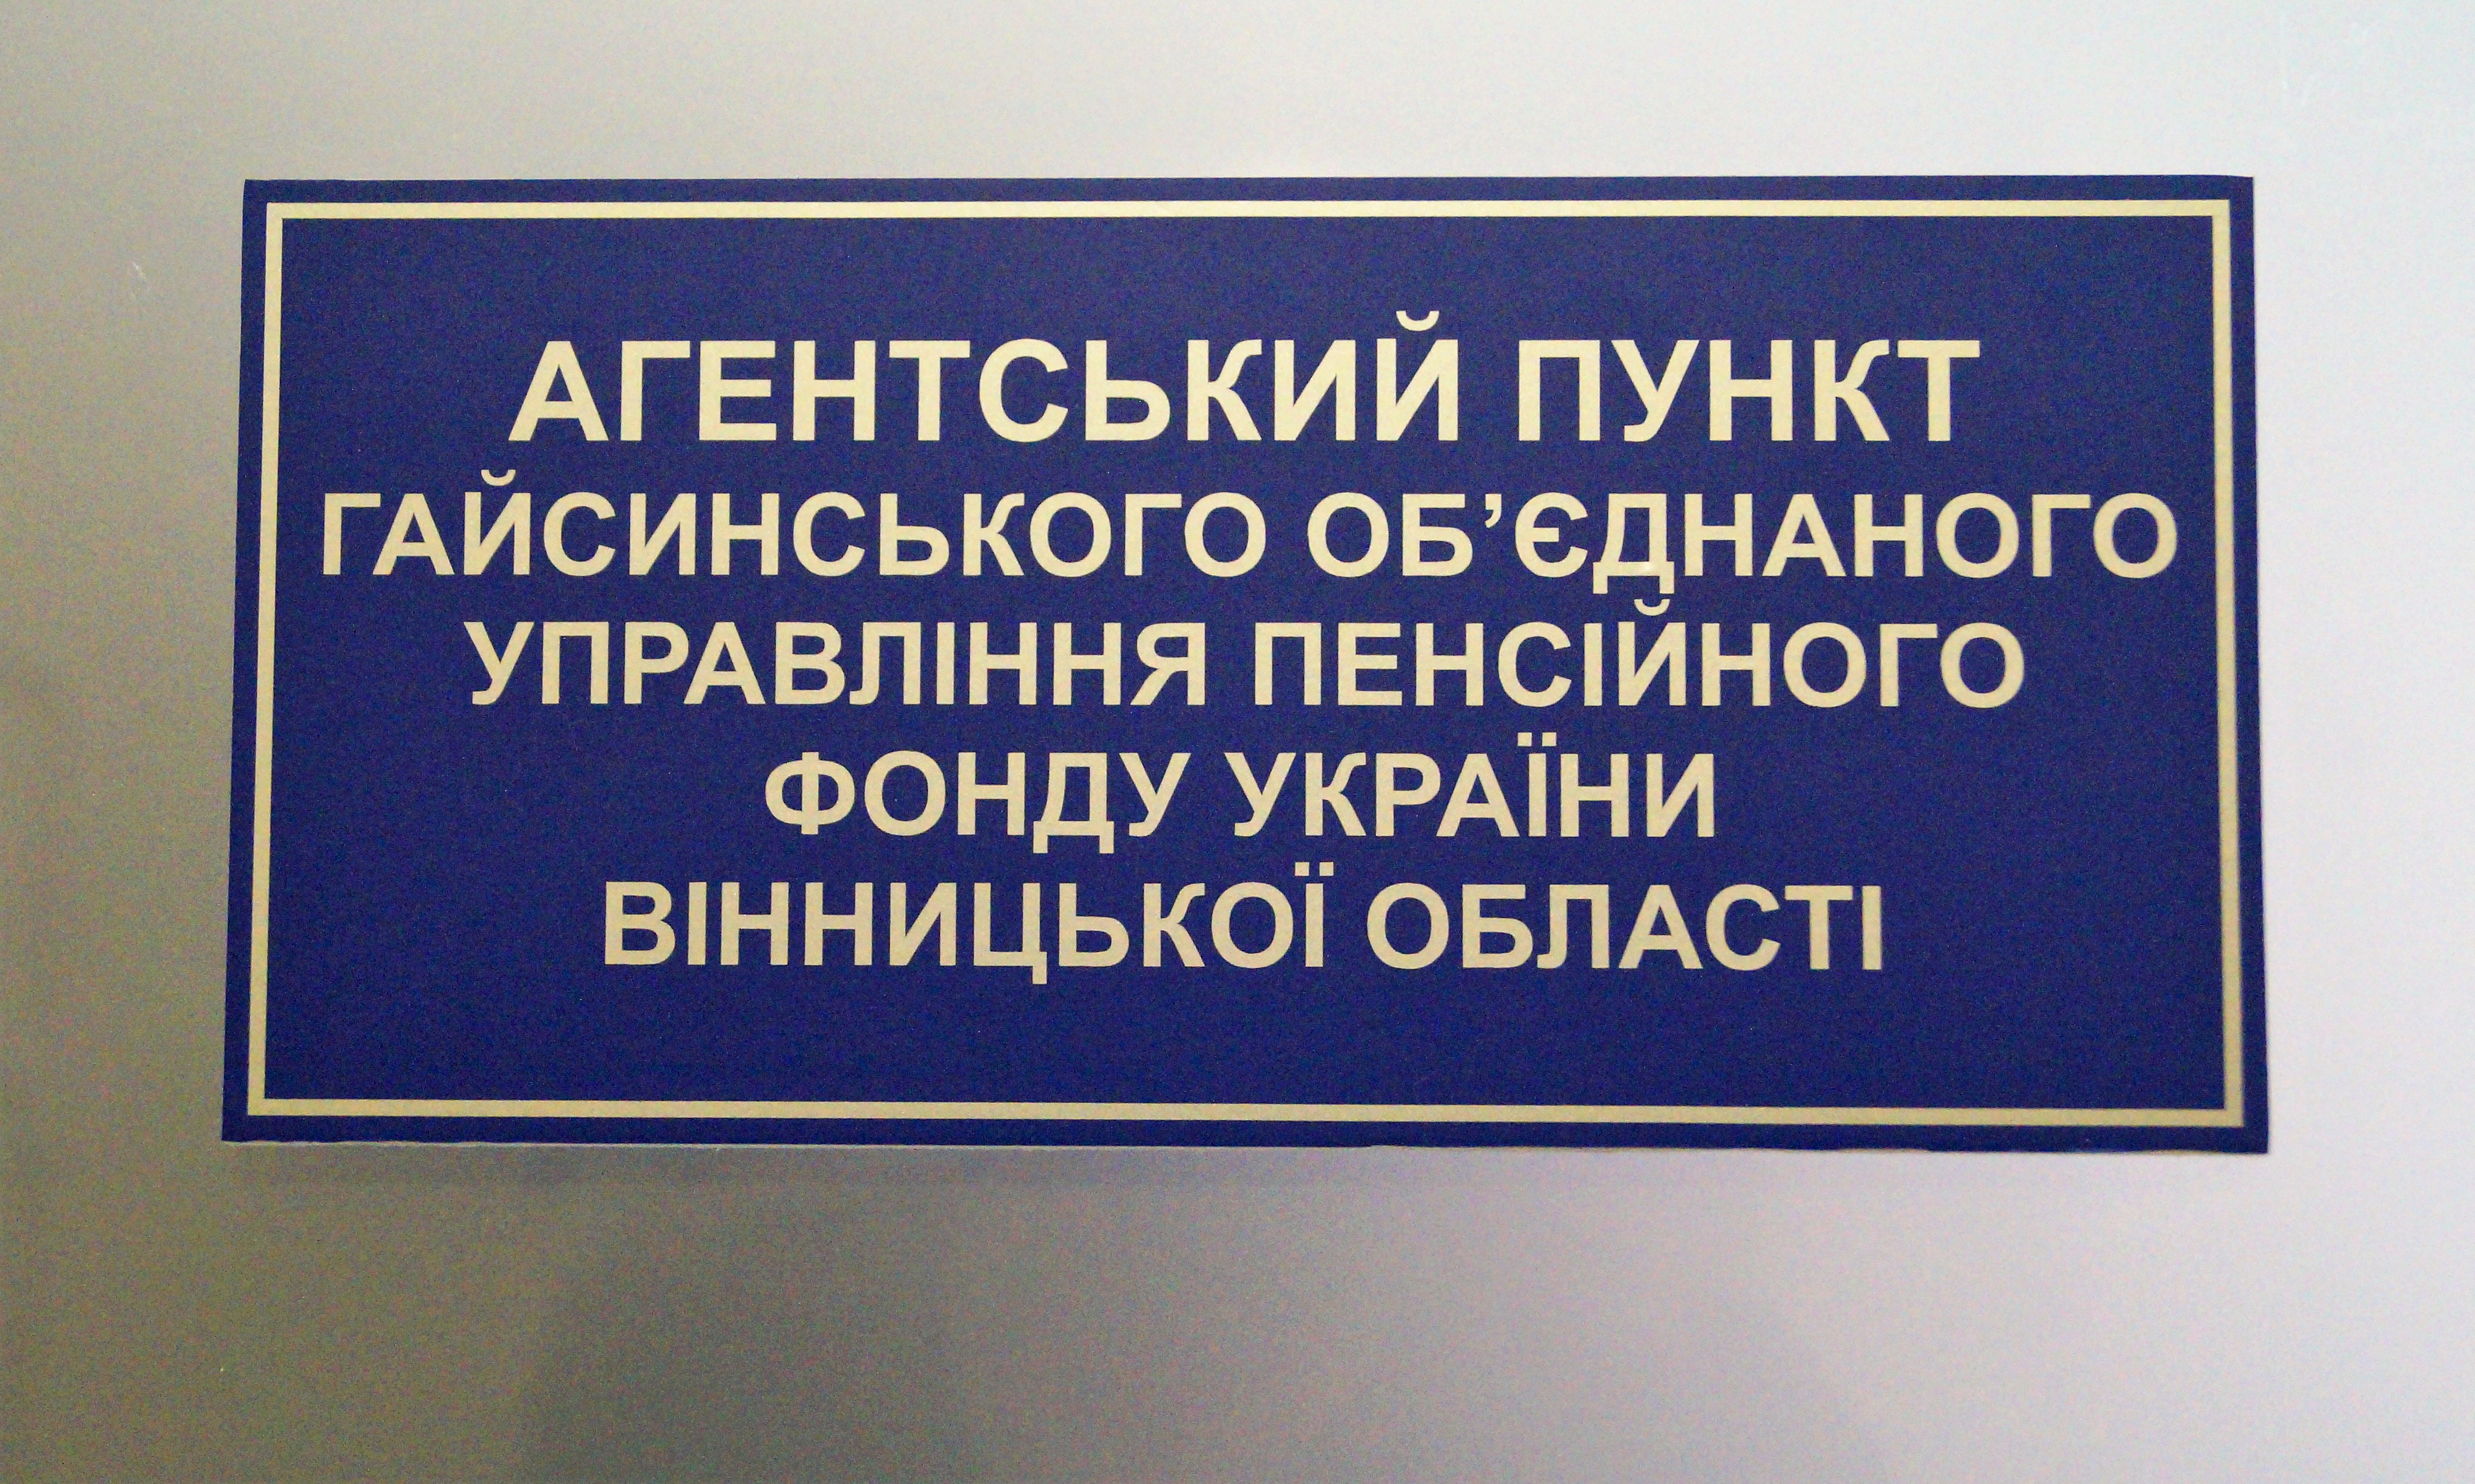 АГЕНТСЬКИЙ ПУНКТ
ГАЙСИНСЬКОГО ОБ’ЄДНАНОГО
УПРАВЛІННЯ ПЕНСІЙНОГО
ФОНДУ УКРАЇНИ
ВІННИЦЬКОЇ ОБЛАСТІ